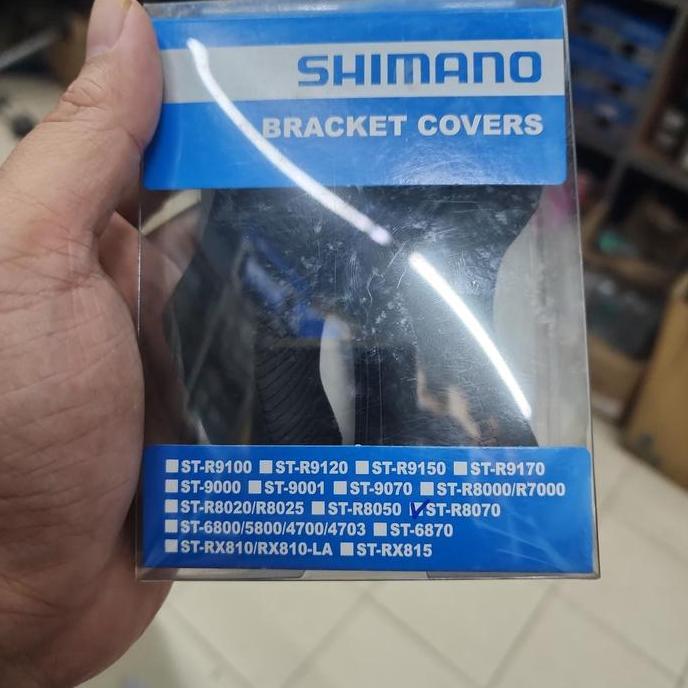 SHIMANO
BRACKET COVERS
ST-R9100 ST-R9120 ST-R9150 ST-R9170
ST-9000 ST-9001 ST-9070 ST-R8000/R7000
ST-R8020/R8025 ST-R8050 ST-R8070
ST-6800/5800/4700/4703 ST-6870
ST-RX810/RX810-LA ST-RX815